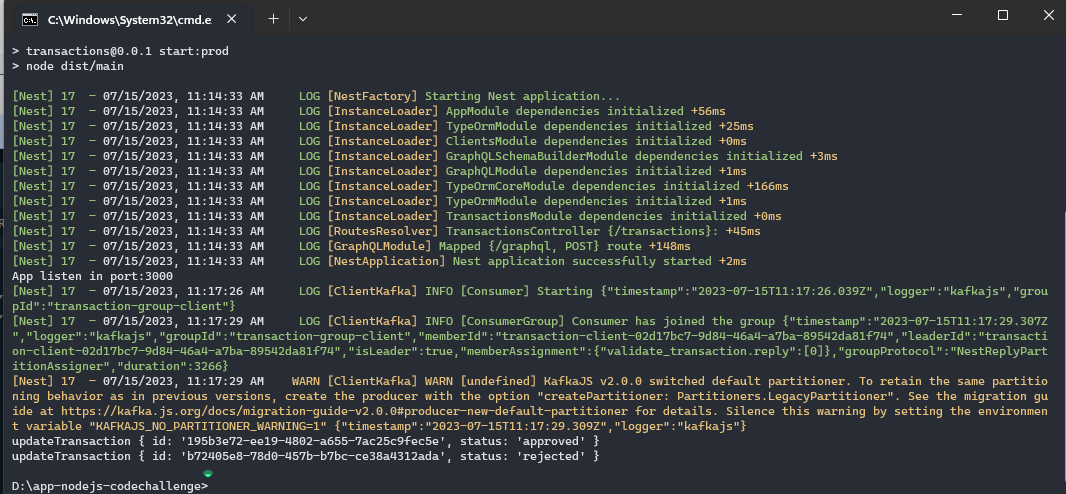 C:\Windows\System32\cmd.e
> transactions@0.0.1 start:prod
> node dist/main
[Nest] 17  - 07/15/2023, 11:14:33 AM     LOG [NestFactory] Starting Nest application...
[Nest] 17  - 07/15/2023, 11:14:33 AM     LOG [InstanceLoader] AppModule dependencies initialized +56ms
[Nest] 17  - 07/15/2023, 11:14:33 AM     LOG [InstanceLoader] TypeOrmModule dependencies initialized +25ms
[Nest] 17  - 07/15/2023, 11:14:33 AM     LOG [InstanceLoader] ClientsModule dependencies initialized +0ms
[Nest] 17  - 07/15/2023, 11:14:33 AM     LOG [InstanceLoader] GraphQLSchemaBuilderModule dependencies initialized +3ms
[Nest] 17  - 07/15/2023, 11:14:33 AM     LOG [InstanceLoader] GraphQLModule dependencies initialized +1ms
[Nest] 17  - 07/15/2023, 11:14:33 AM     LOG [InstanceLoader] TypeOrmCoreModule dependencies initialized +166ms
[Nest] 17  - 07/15/2023, 11:14:33 AM     LOG [InstanceLoader] TypeOrmModule dependencies initialized +1ms
[Nest] 17  - 07/15/2023, 11:14:33 AM     LOG [InstanceLoader] TransactionsModule dependencies initialized +0ms
[Nest] 17  - 07/15/2023, 11:14:33 AM     LOG [RoutesResolver] TransactionsController {/transactions}: +45ms
[Nest] 17  - 07/15/2023, 11:14:33 AM     LOG [GraphQLModule] Mapped {/graphql, POST} route +148ms
[Nest] 17  - 07/15/2023, 11:14:33 AM     LOG [NestApplication] Nest application successfully started +2ms
App listen in port:3000
[Nest] 17  - 07/15/2023, 11:17:26 AM     LOG [ClientKafka] INFO [Consumer] Starting {"timestamp":"2023-07-15T11:17:26.039Z","logger":"kafkajs","grou
pId":"transaction-group-client"}
[Nest] 17  - 07/15/2023, 11:17:29 AM     LOG [ClientKafka] INFO [ConsumerGroup] Consumer has joined the group {"timestamp":"2023-07-15T11:17:29.307Z
","logger":"kafkajs","groupId":"transaction-group-client","memberId":"transaction-client-02d17bc7-9d84-46a4-a7ba-89542da81f74","leaderId":"transacti
on-client-02d17bc7-9d84-46a4-a7ba-89542da81f74","isLeader":true,"memberAssignment":{"validate_transaction.reply":[0]},"groupProtocol":"NestReplyPart
itionAssigner","duration":3266}
[Nest] 17  - 07/15/2023, 11:17:29 AM    WARN [ClientKafka] WARN [undefined] KafkaJS v2.0.0 switched default partitioner. To retain the same partitio
ning behavior as in previous versions, create the producer with the option "createPartitioner: Partitioners.LegacyPartitioner". See the migration gu
ide at https://kafka.js.org/docs/migration-guide-v2.0.0#producer-new-default-partitioner for details. Silence this warning by setting the environmen
t variable "KAFKAJS_NO_PARTITIONER_WARNING=1" {"timestamp":"2023-07-15T11:17:29.309Z","logger":"kafkajs"}
updateTransaction { id: '195b3e72-ee19-4802-a655-7ac25c9fec5e', status: 'approved' }
updateTransaction { id: 'b72405e8-78d0-457b-b7bc-ce38a4312ada', status: 'rejected' }
D:\app-nodejs-codechallenge>